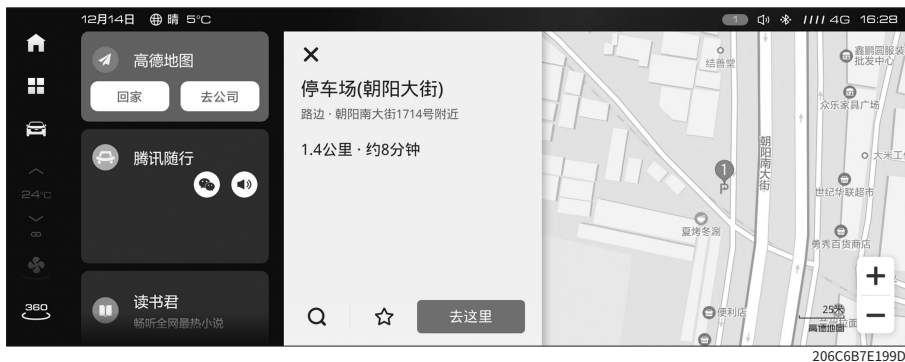 12月14日 晴 5°C
1 4G 16:28
高德地图
回家
去公司
腾讯随行
24°C
360
读书君
畅听全网最热小说
停车场(朝阳大街)
路边·朝阳南大街1714号附近
1.4公里·约8分钟
去这里
结善堂
鑫鹏圆服装
批发中心
众乐家具广场
朝阳南大街
大米工
1
P
世纪华联超市
夏烤冬涮
勇秀百货商店
便利店
25米
高德地图
206C6B7E199D